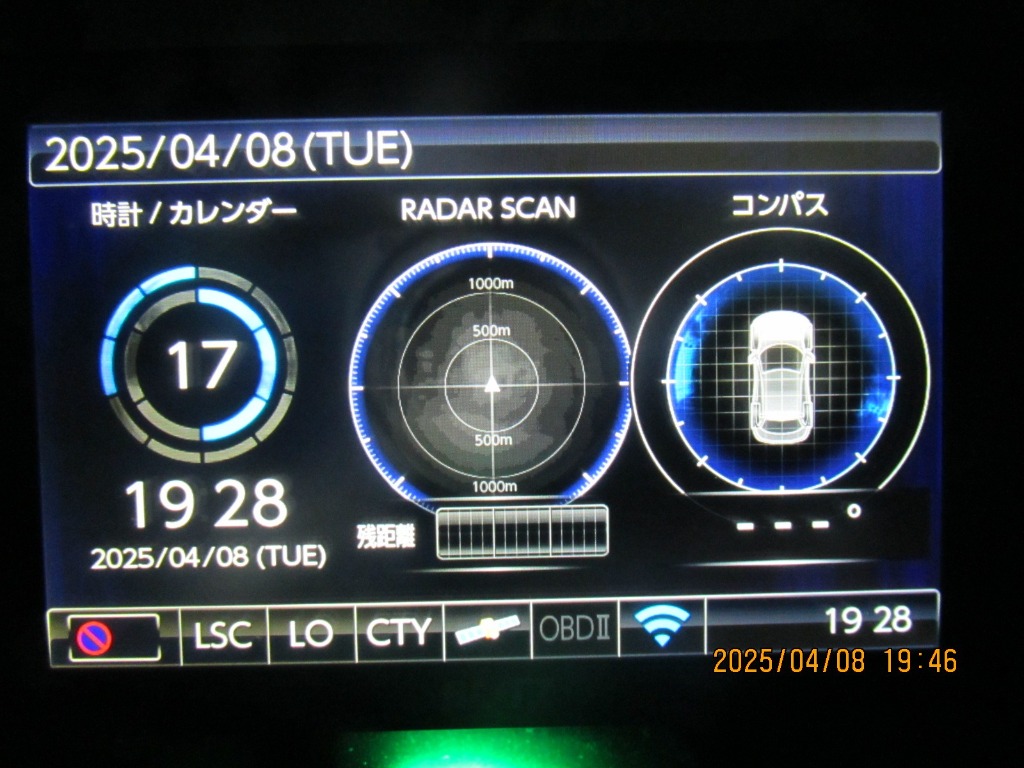 2025/04/08(TUE)
時計 / カレンダー
RADAR SCAN
コンパス
1000m
500m
17
500m
1000m
19 28
2025/04/08 (TUE)
残距離
- - - °
LSC
LO
CTY
OBDⅡ
19 28
2025/04/08 19:46